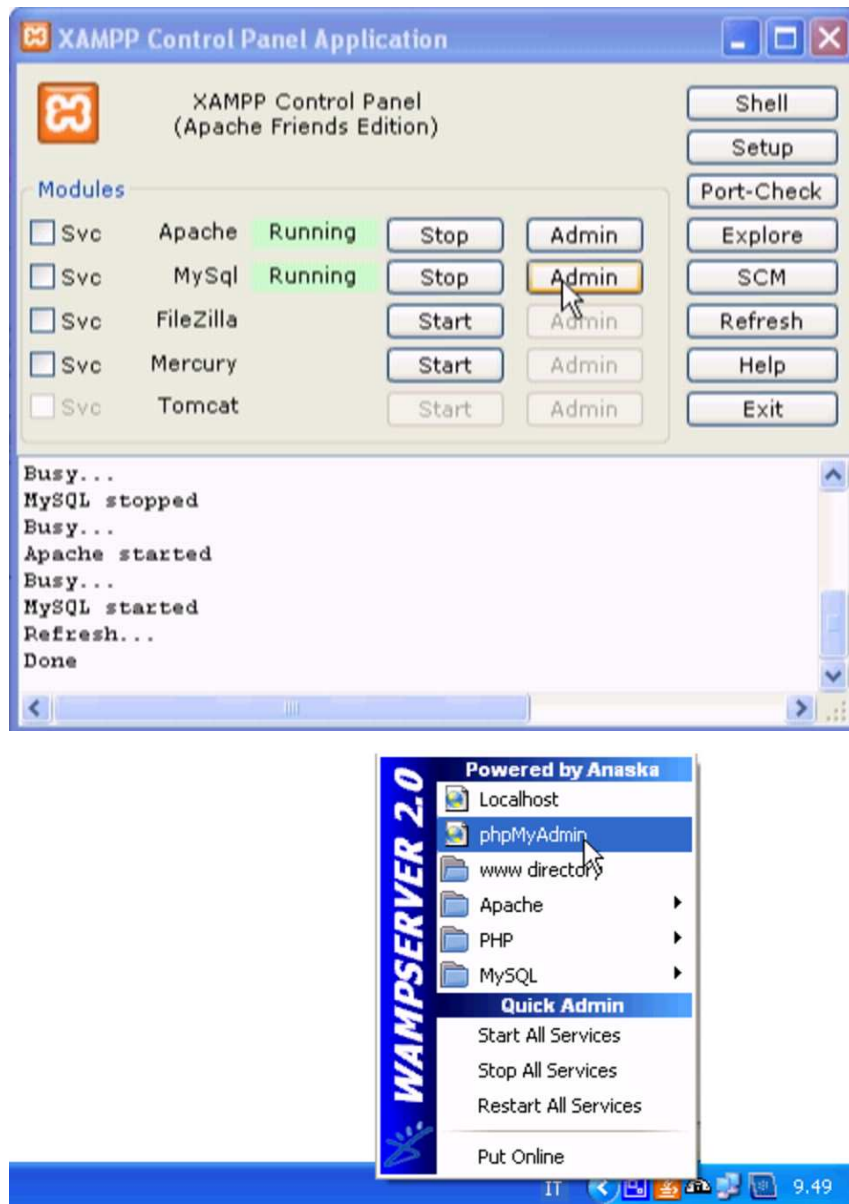 XAMPP Control Panel Application
XAMPP Control Panel
(Apache Friends Edition)
Shell
Setup
Modules
Port-Check
Svc Apache Running Stop Admin Explore
Svc MySql Running Stop Admin SCM
Svc FileZilla Start Admin Refresh
Svc Mercury Start Admin Help
Svc Tomcat Start Admin Exit
Busy...
MySQL stopped
Busy...
Apache started
Busy...
MySQL started
Refresh...
Done
WAMPSERVER 2.0
Powered by Anaska
Localhost
phpMyAdmin
www directory
Apache
PHP
MySQL
Quick Admin
Start All Services
Stop All Services
Restart All Services
Put Online
IT 9.49